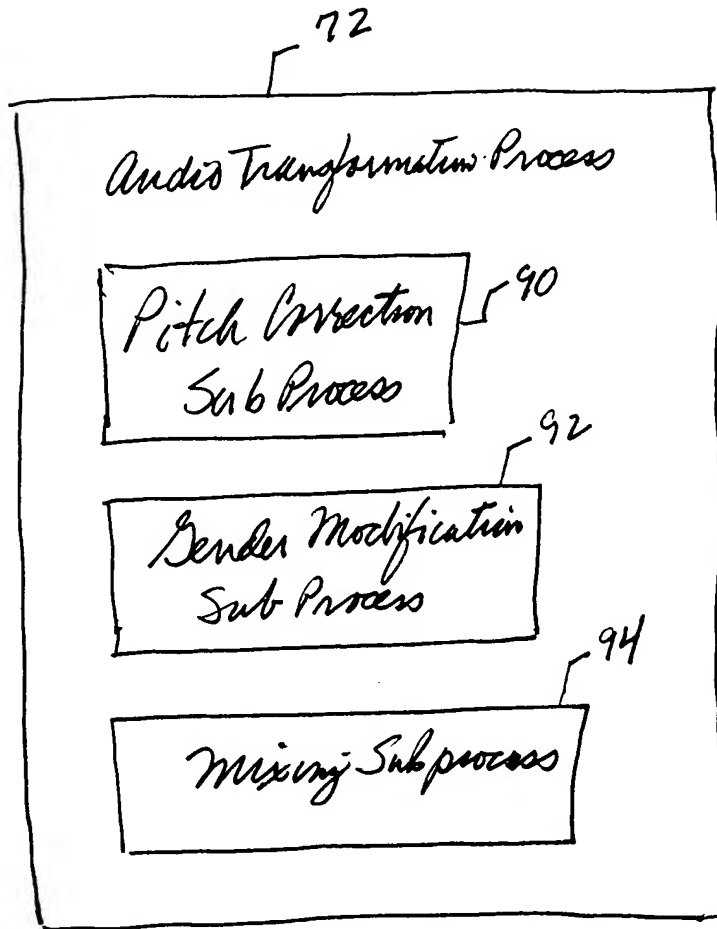 72
Audio Transformation Process
Pitch Correction
Sub Process
90
Gender Modification
Sub Process
92
Mixing Subprocess
94